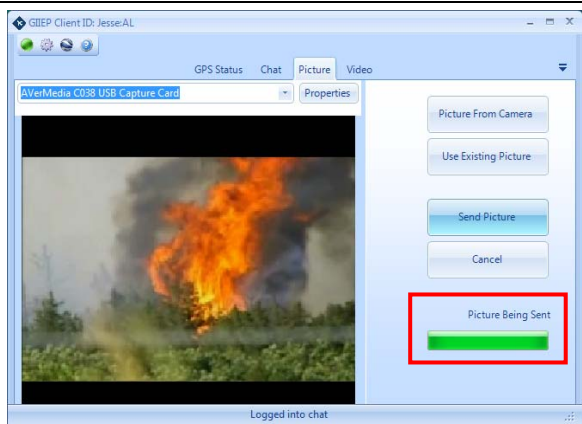 GIIEP Client ID: Jesse:AL
GPS Status Chat Picture Video
AVerMedia C038 USB Capture Card
Properties
Picture From Camera
Use Existing Picture
Send Picture
Cancel
Picture Being Sent
Logged into chat